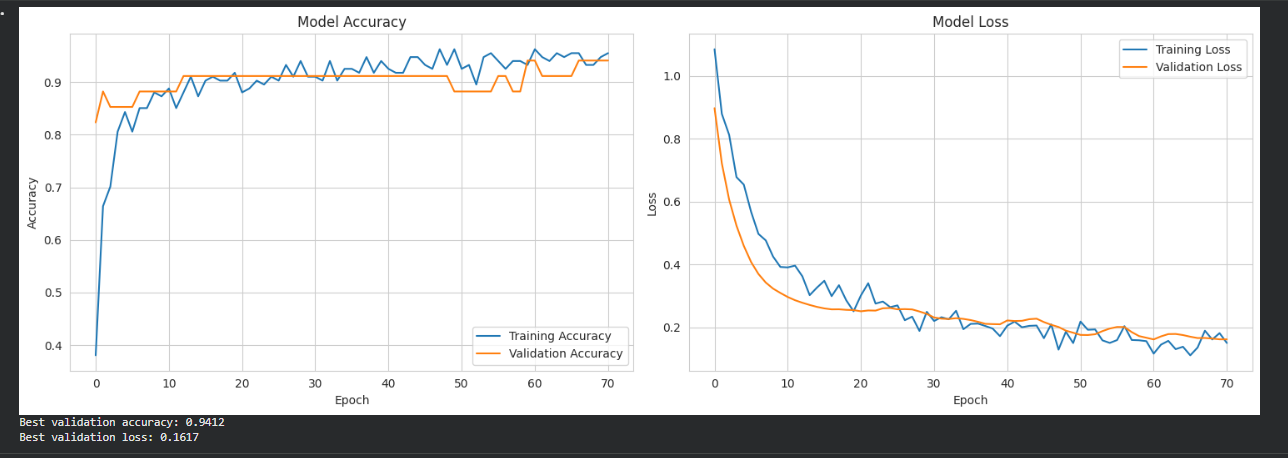 Model Accuracy
Accuracy
0.9
0.8
0.7
0.6
0.5
0.4
0 10 20 30 40 50 60 70
Epoch
Training Accuracy
Validation Accuracy
Model Loss
Loss
1.0
0.8
0.6
0.4
0.2
0 10 20 30 40 50 60 70
Epoch
Training Loss
Validation Loss
Best validation accuracy: 0.9412
Best validation loss: 0.1617